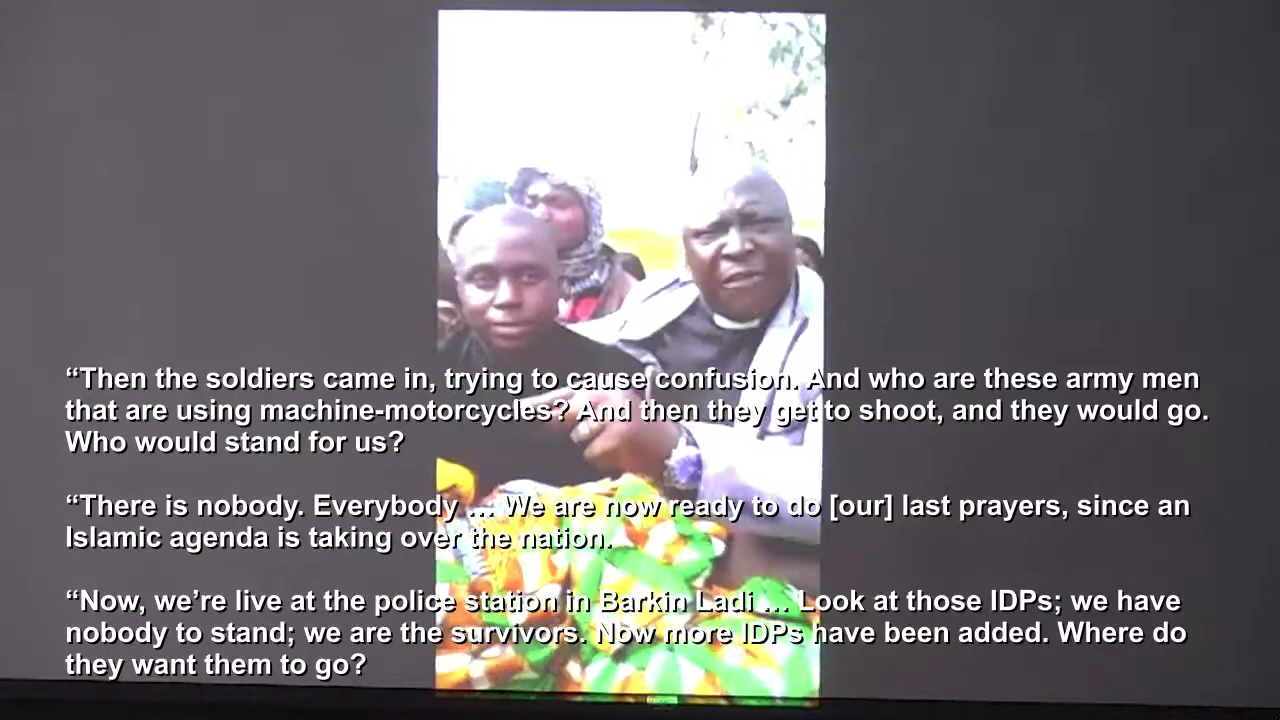 “Then the soldiers came in, trying to cause confusion. And who are these army men
that are using machine-motorcycles? And then they get to shoot, and they would go.
Who would stand for us?
“There is nobody. Everybody … We are now ready to do [our] last prayers, since an
Islamic agenda is taking over the nation.
“Now, we’re live at the police station in Barkin Ladi … Look at those IDPs; we have
nobody to stand; we are the survivors. Now more IDPs have been added. Where do
they want them to go?